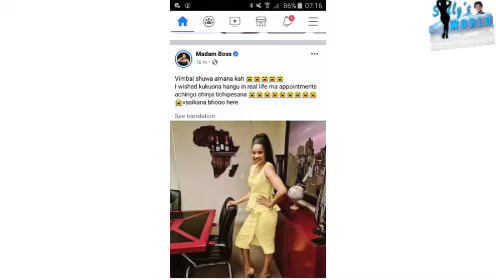 86% 07:16
Madam Boss
Vimbai shuwa amana kah 😭😭😭😭😭
I wished kukuona hangu in real life ma appointments
achingo chinja tichipesana 😭😭😭😭😭😭😭😭😭
😭vasikana bhooo here
See translation
WORLD